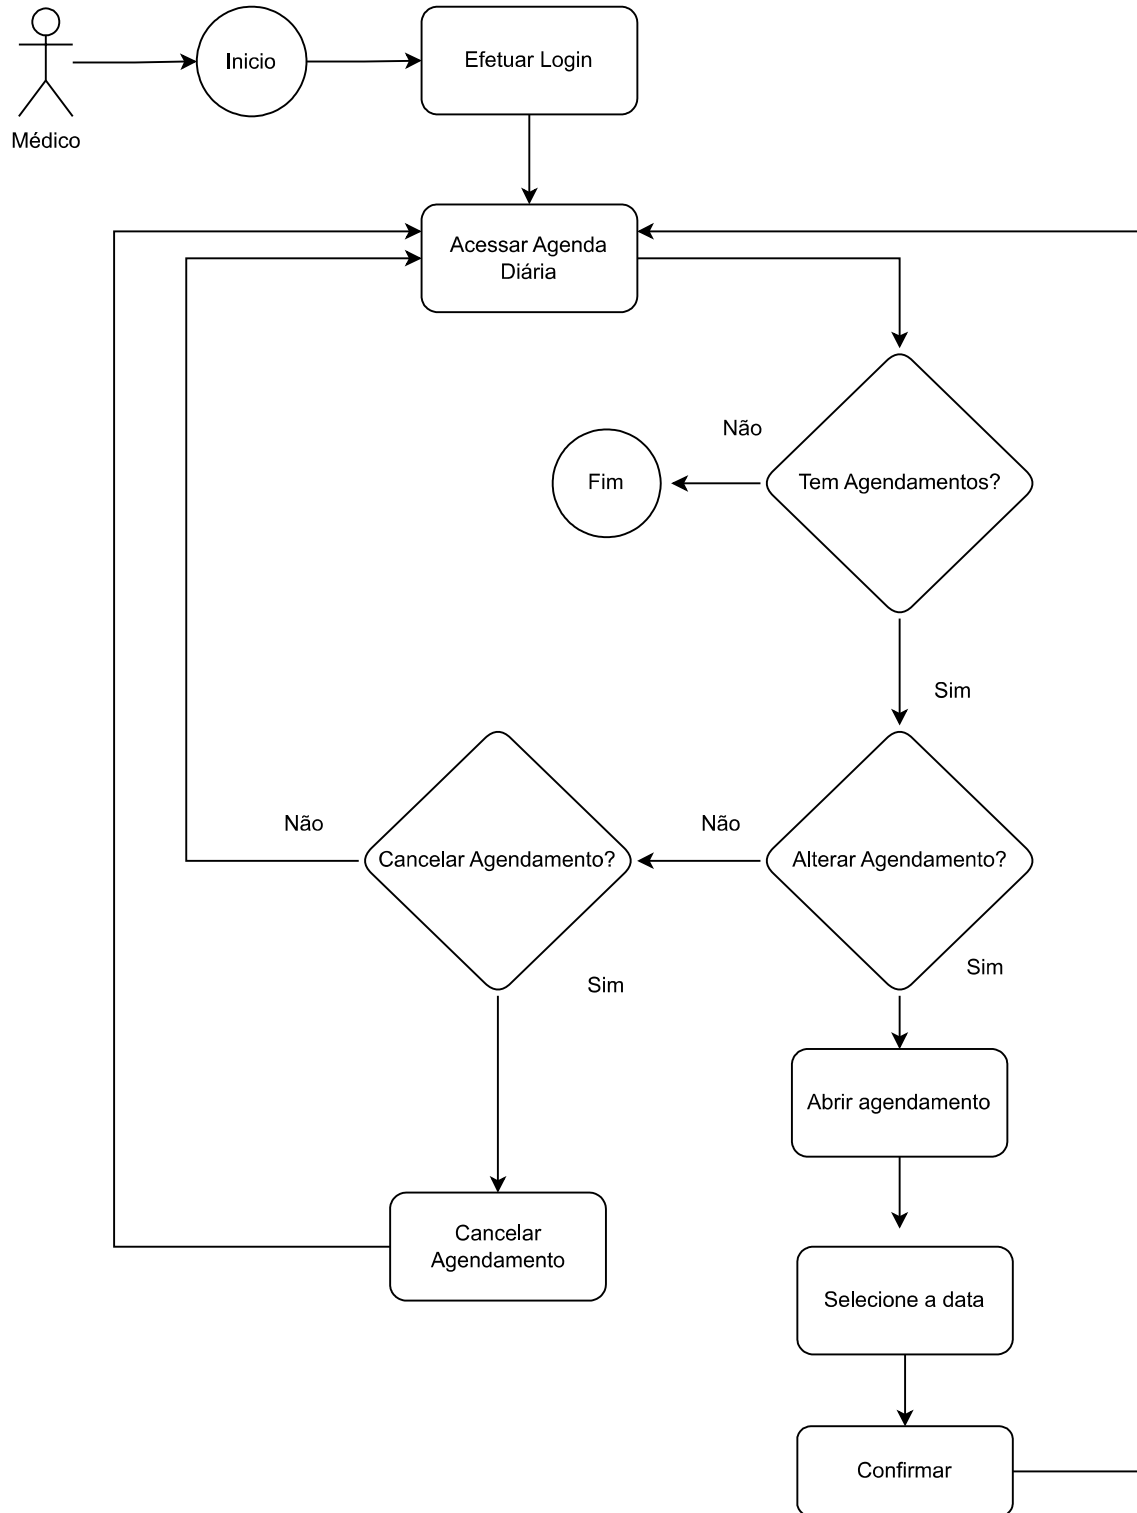 Inicio
Efetuar Login
Médico
Acessar Agenda
Diária
Não
Fim
Tem Agendamentos?
Sim
Não
Não
Cancelar Agendamento?
Alterar Agendamento?
Sim
Sim
Abrir agendamento
Cancelar
Agendamento
Selecione a data
Confirmar